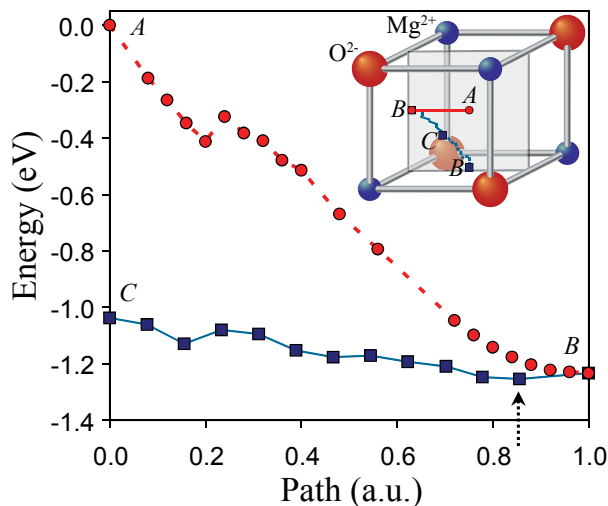 Energy (eV)
0.0
-0.2
-0.4
-0.6
-0.8
-1.0
-1.2
-1.4
A
C
B
Mg2+
O2-
B
A
C
B
0.0 0.2 0.4 0.6 0.8 1.0
Path (a.u.)